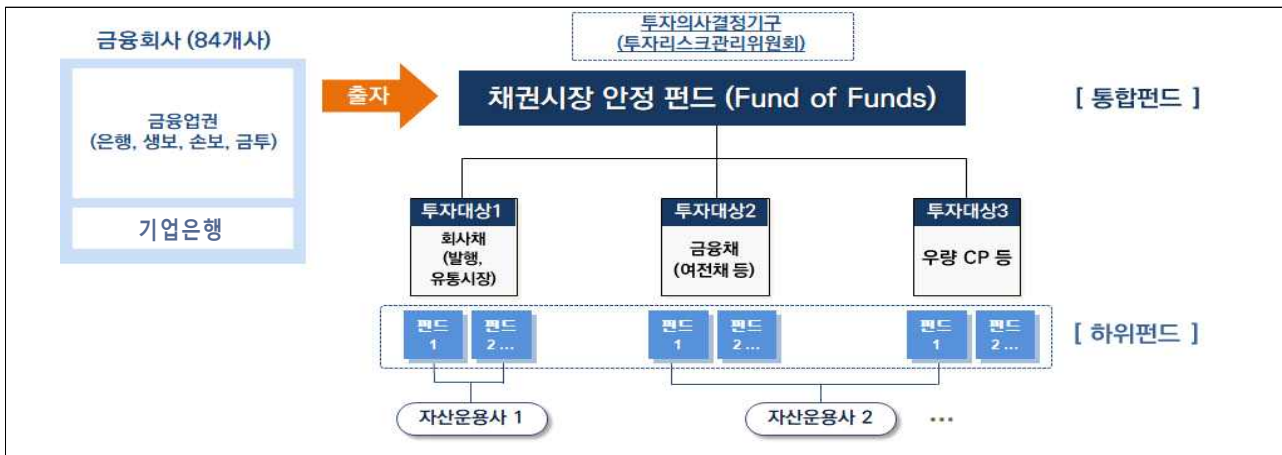 투자의사결정기구
(투자리스크관리위원회)
금융회사 (84개사)
금융업권
(은행, 생보, 손보, 금투)
기업은행
출자
채권시장 안정 펀드 (Fund of Funds)
[ 통합펀드 ]
투자대상1
회사채
(발행,
유통시장)
투자대상2
금융채
(여전채 등)
투자대상3
우량 CP 등
펀드
1
펀드
2 ...
펀드
1
펀드
2 ...
펀드
1
펀드
2 ...
[ 하위펀드 ]
자산운용사 1
자산운용사 2
...